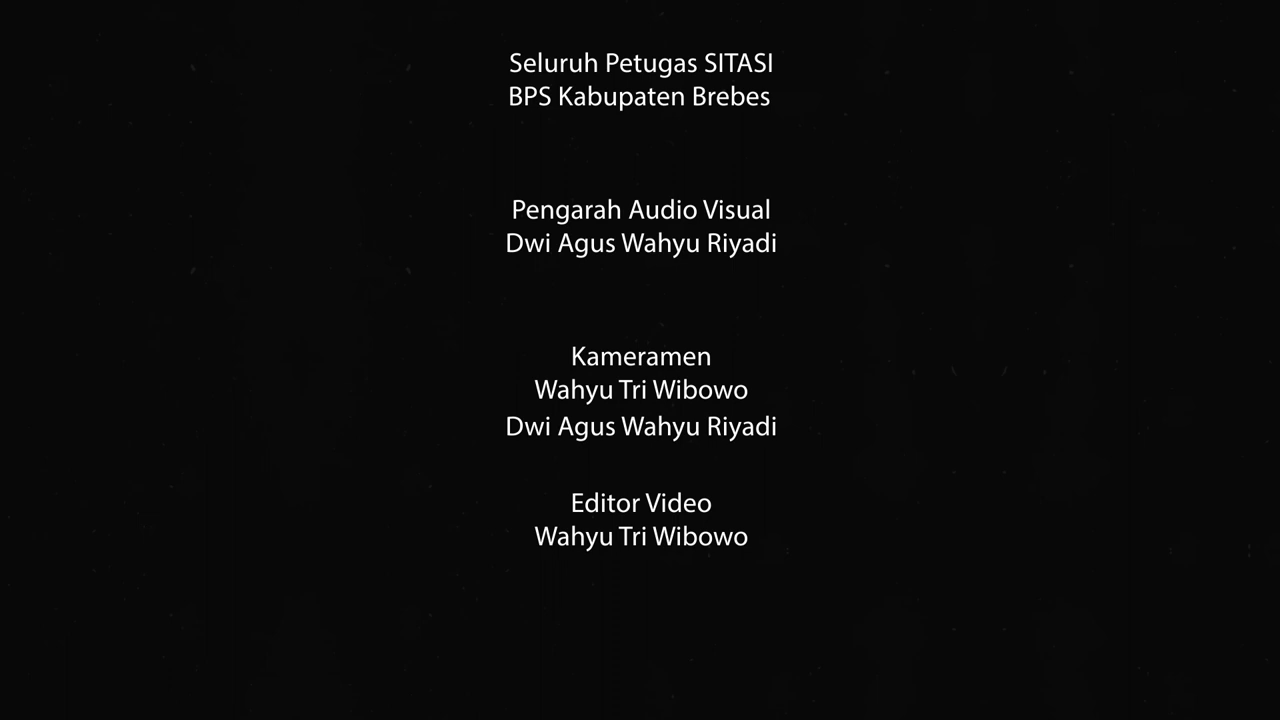 Seluruh Petugas SITASI
BPS Kabupaten Brebes
Pengarah Audio Visual
Dwi Agus Wahyu Riyadi
Kameramen
Wahyu Tri Wibowo
Dwi Agus Wahyu Riyadi
Editor Video
Wahyu Tri Wibowo